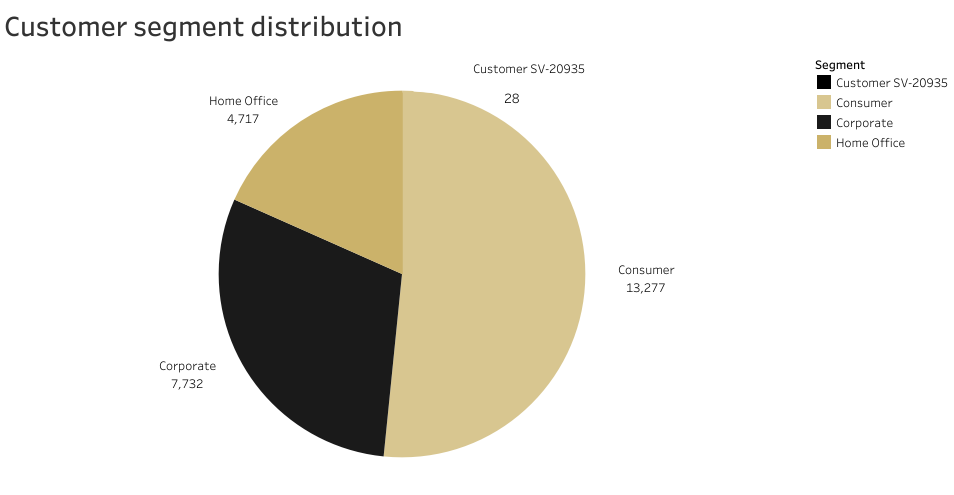 Customer segment distribution
Customer SV-20935
28
Home Office
4,717
Consumer
13,277
Corporate
7,732
Segment
Customer SV-20935
Consumer
Corporate
Home Office